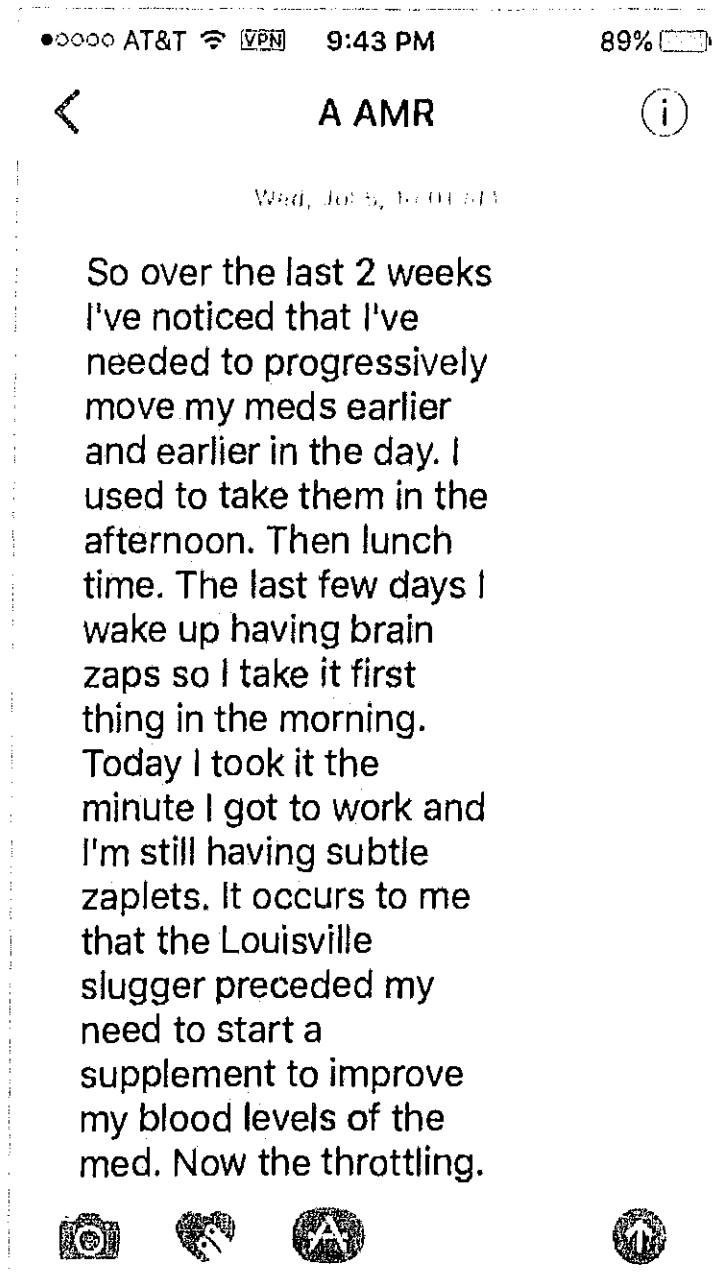 AT&T VPN 9:43 PM 89%
A AMR
Wed, Jul 5,
So over the last 2 weeks
I've noticed that I've
needed to progressively
move my meds earlier
and earlier in the day. I
used to take them in the
afternoon. Then lunch
time. The last few days I
wake up having brain
zaps so I take it first
thing in the morning.
Today I took it the
minute I got to work and
I'm still having subtle
zaplets. It occurs to me
that the Louisville
slugger preceded my
need to start a
supplement to improve
my blood levels of the
med. Now the throttling.